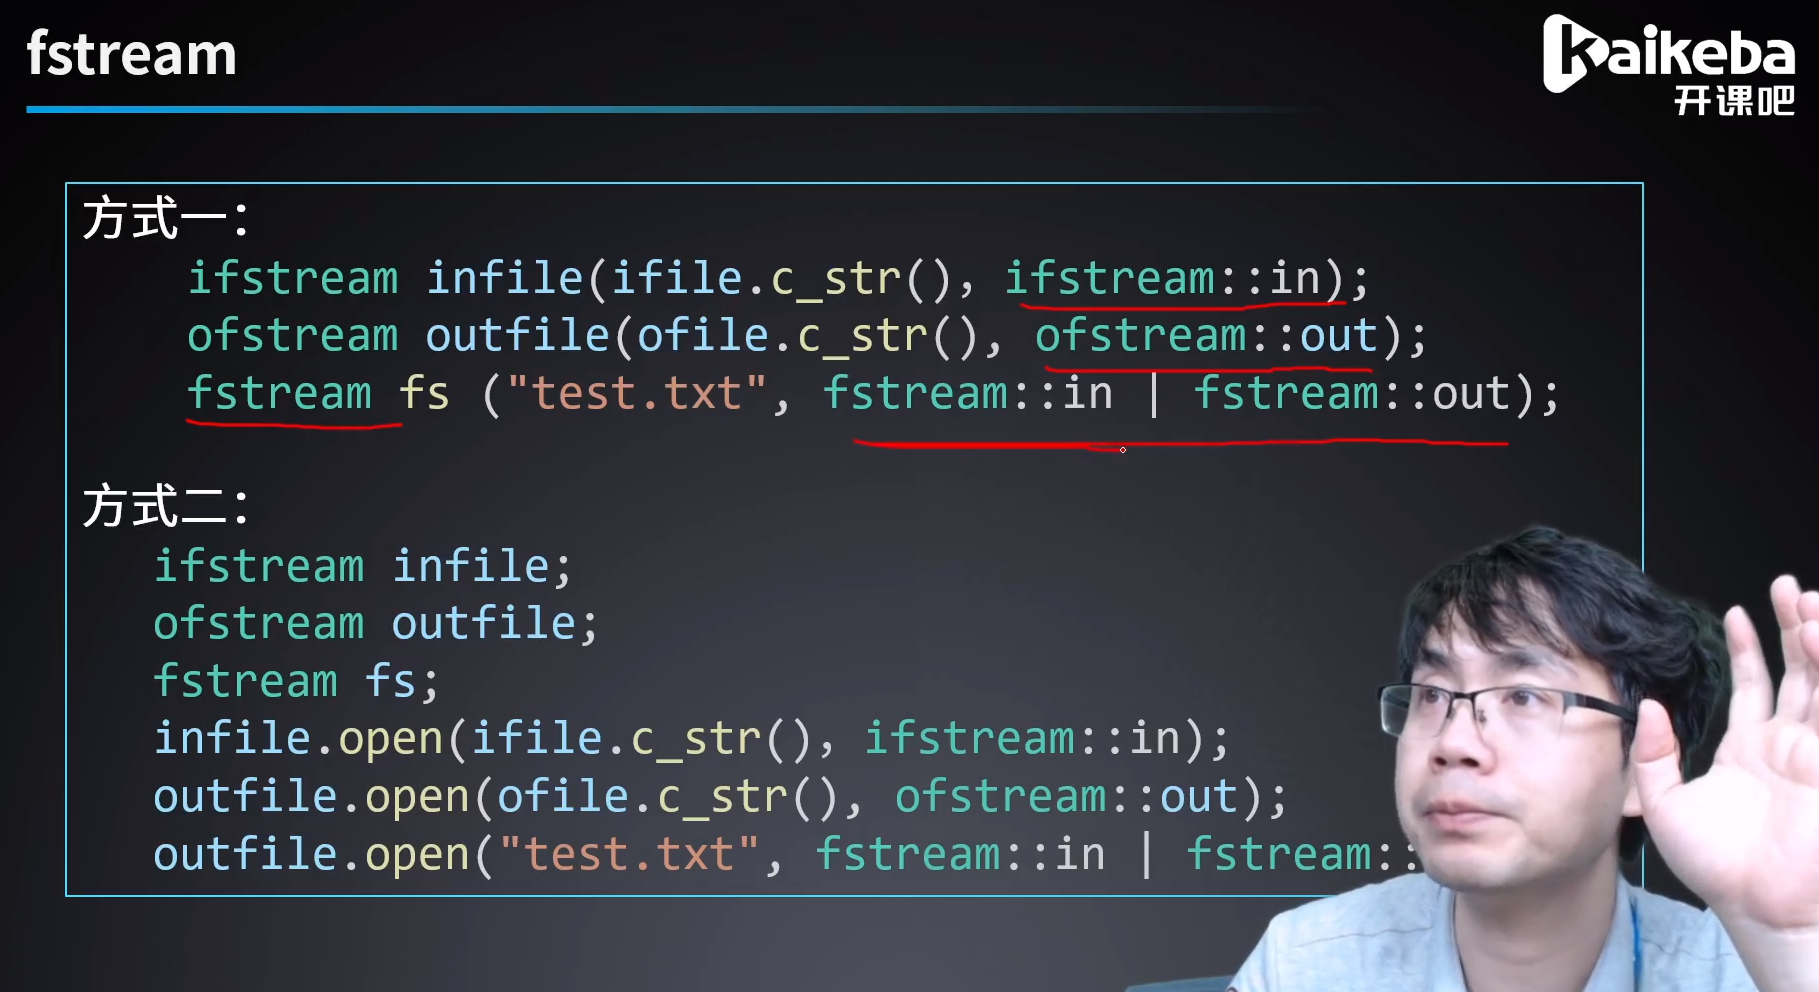 fstream
Kaikeba
开课吧
方式一：
ifstream infile(ifile.c_str(), ifstream::in);
ofstream outfile(ofile.c_str(), ofstream::out);
fstream fs ("test.txt", fstream::in | fstream::out);
方式二：
ifstream infile;
ofstream outfile;
fstream fs;
infile.open(ifile.c_str(), ifstream::in);
outfile.open(ofile.c_str(), ofstream::out);
outfile.open("test.txt", fstream::in | fstream::